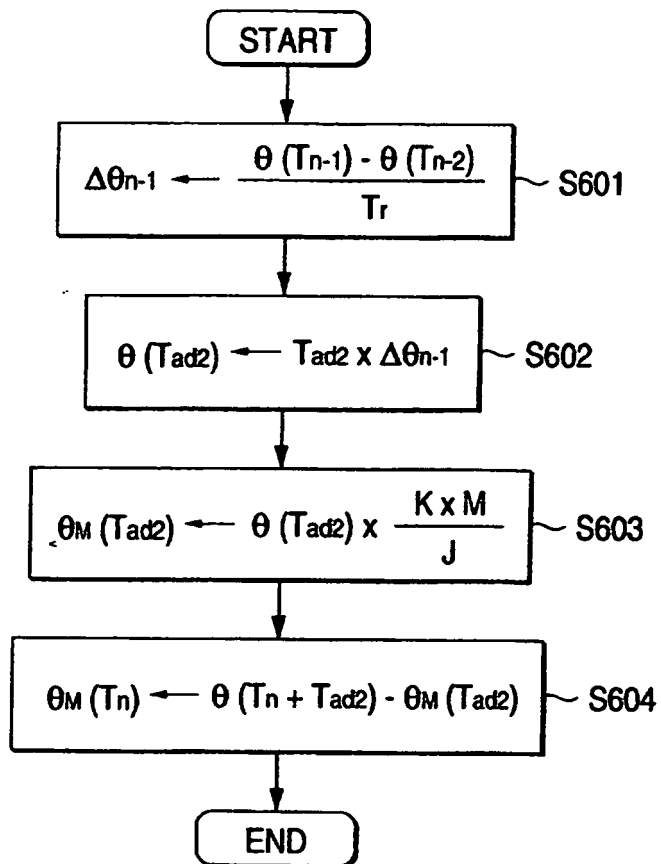 START
Δθn-1 ← θ (Tn-1) - θ (Tn-2) / Tr
S601
θ (Tad2) ← Tad2 x Δθn-1
S602
θM (Tad2) ← θ (Tad2) x K x M / J
S603
θM (Tn) ← θ (Tn + Tad2) - θM (Tad2)
S604
END